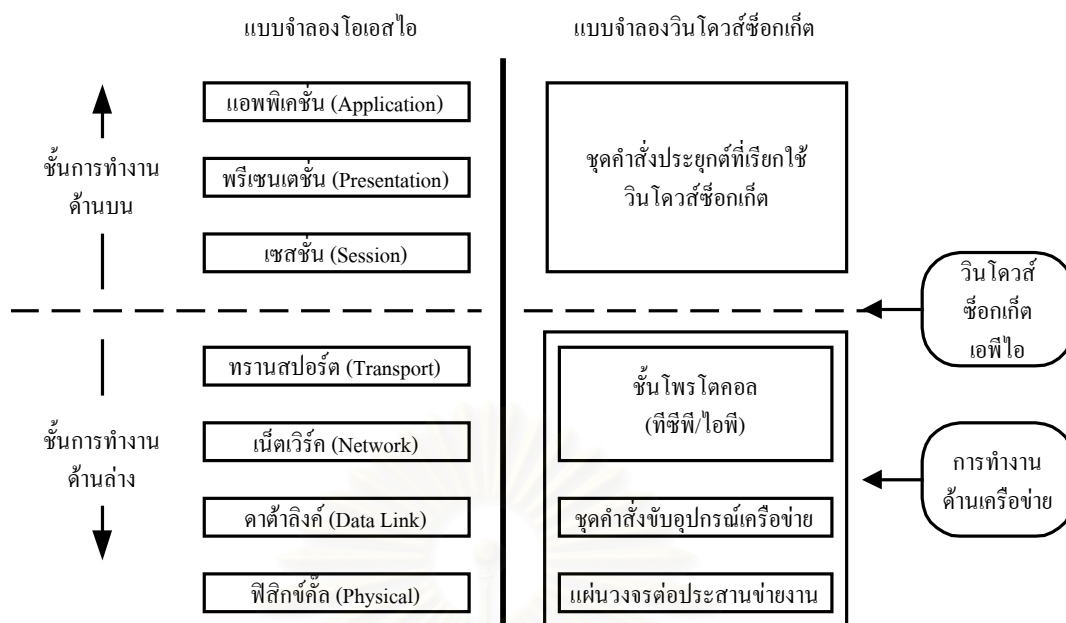 แบบจำลองโอเอสไอ
แบบจำลองวินโดวส์ซ็อกเก็ต
แอพพิเคชั่น (Application)
พรีเซนเตชั่น (Presentation)
เซสชั่น (Session)
ชั้นการทำงาน
ด้านบน
ชุดคำสั่งประยุกต์ที่เรียกใช้
วินโดวส์ซ็อกเก็ต
วินโดวส์
ซ็อกเก็ต
เอพีไอ
ทรานสปอร์ต (Transport)
เน็ตเวิร์ค (Network)
ดาต้าลิงค์ (Data Link)
ฟิสิกข์คั๊ล (Physical)
ชั้นการทำงาน
ด้านล่าง
ชั้นโพรโตคอล
(ทีซีพี/ไอพี)
ชุดคำสั่งขับอุปกรณ์เครือข่าย
แผ่นวงจรต่อประสานข่ายงาน
การทำงาน
ด้านเครือข่าย